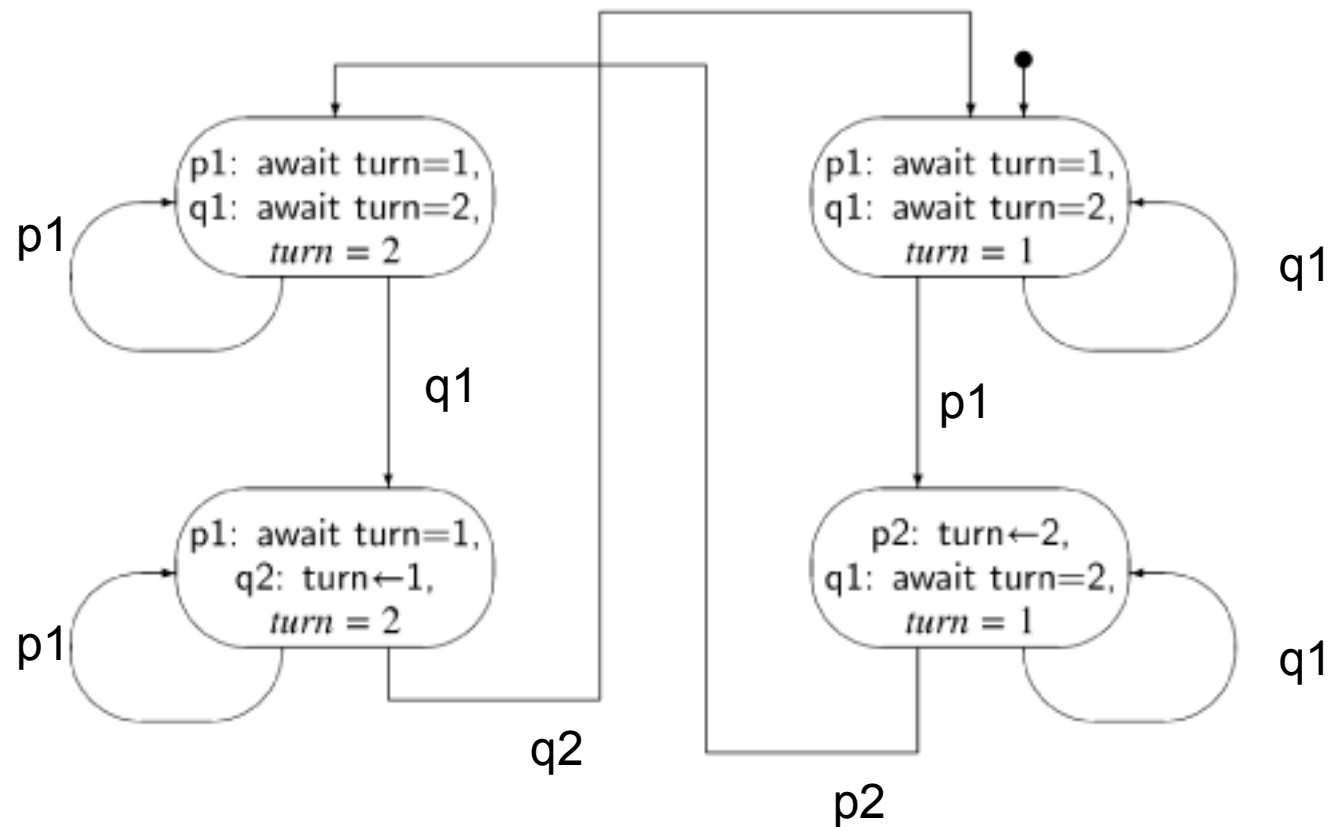 p1: await turn=1,
q1: await turn=2,
turn = 2
p1
q1
p1: await turn=1,
q1: await turn=2,
turn = 1
q1
p1
p1: await turn=1,
q2: turn←1,
turn = 2
p1
q2
p2: turn←2,
q1: await turn=2,
turn = 1
q1
p2